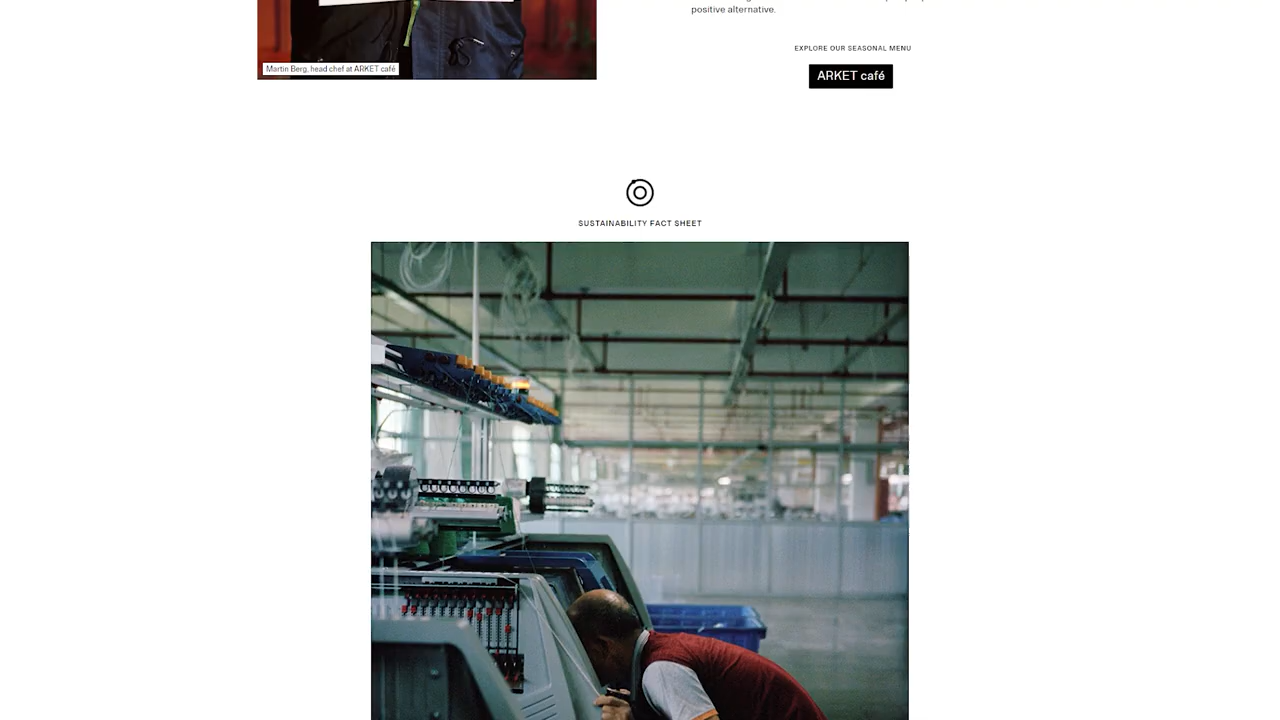 positive alternative.
EXPLORE OUR SEASONAL MENU
Martin Berg, head chef at ARKET café
ARKET café
SUSTAINABILITY FACT SHEET